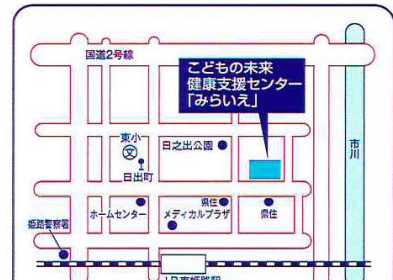 国道2号線
こどもの未来
健康支援センター
「みらいえ」
東小
文
日出町
日之出公園
市川
ホームセンター
県住
メディカルプラザ
県住
姫路警察署
JR東姫路駅